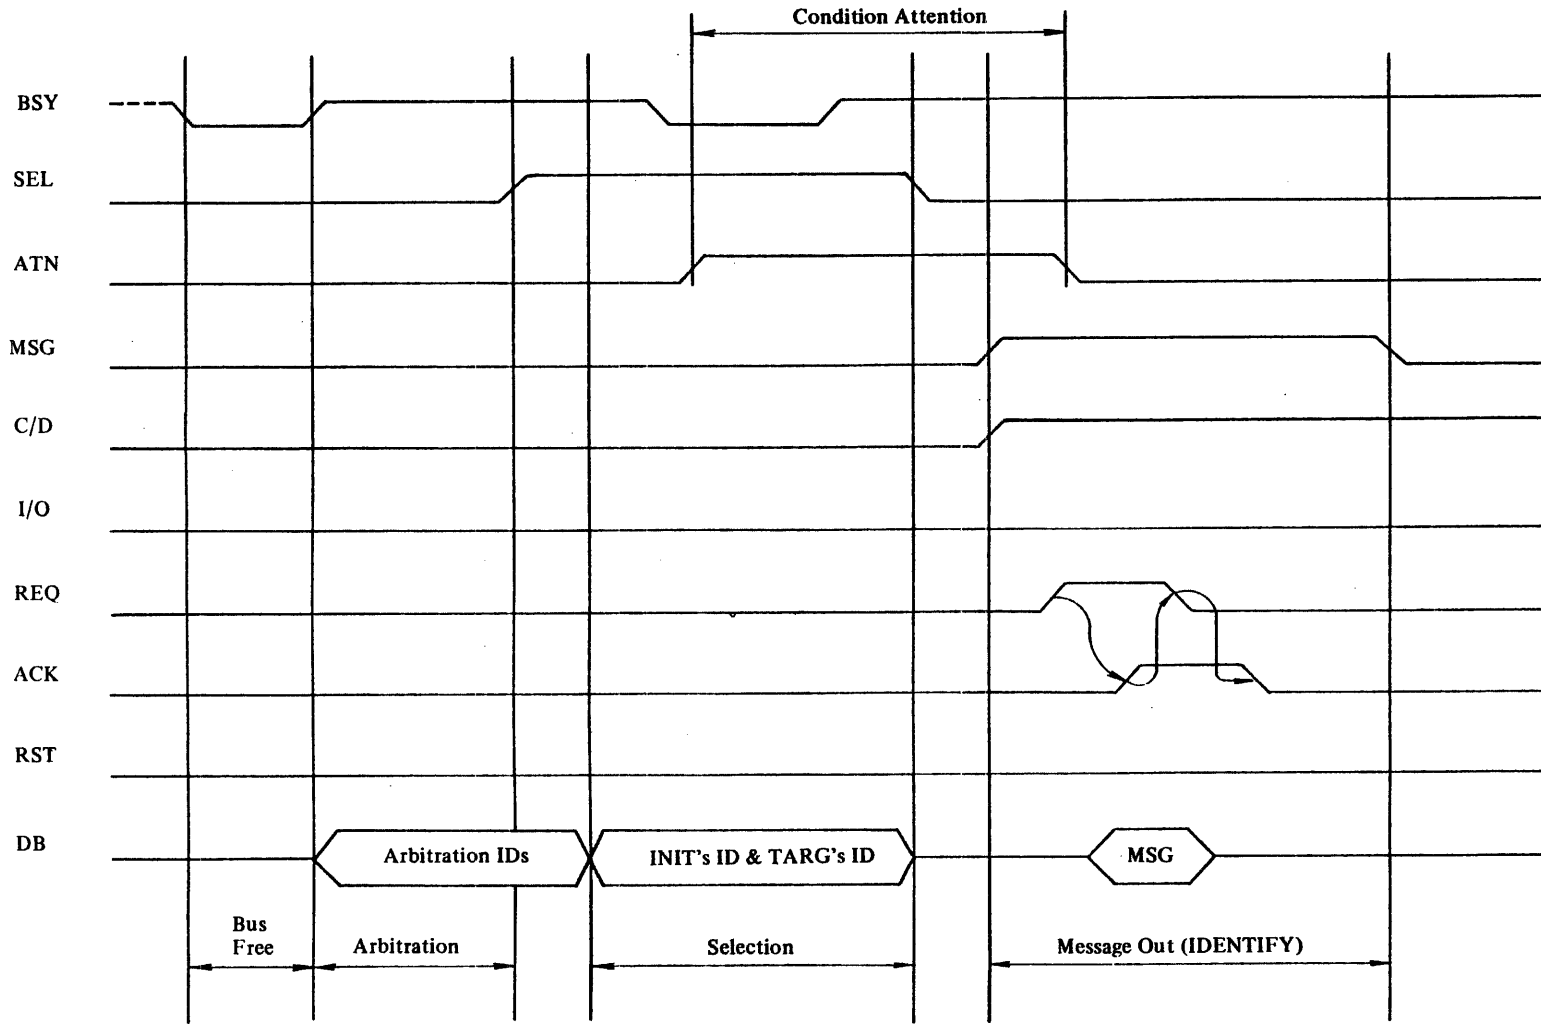 Condition Attention
BSY
SEL
ATN
MSG
C/D
I/O
REQ
ACK
RST
DB
Arbitration IDs
INIT's ID & TARG's ID
MSG
Bus
Free
Arbitration
Selection
Message Out (IDENTIFY)